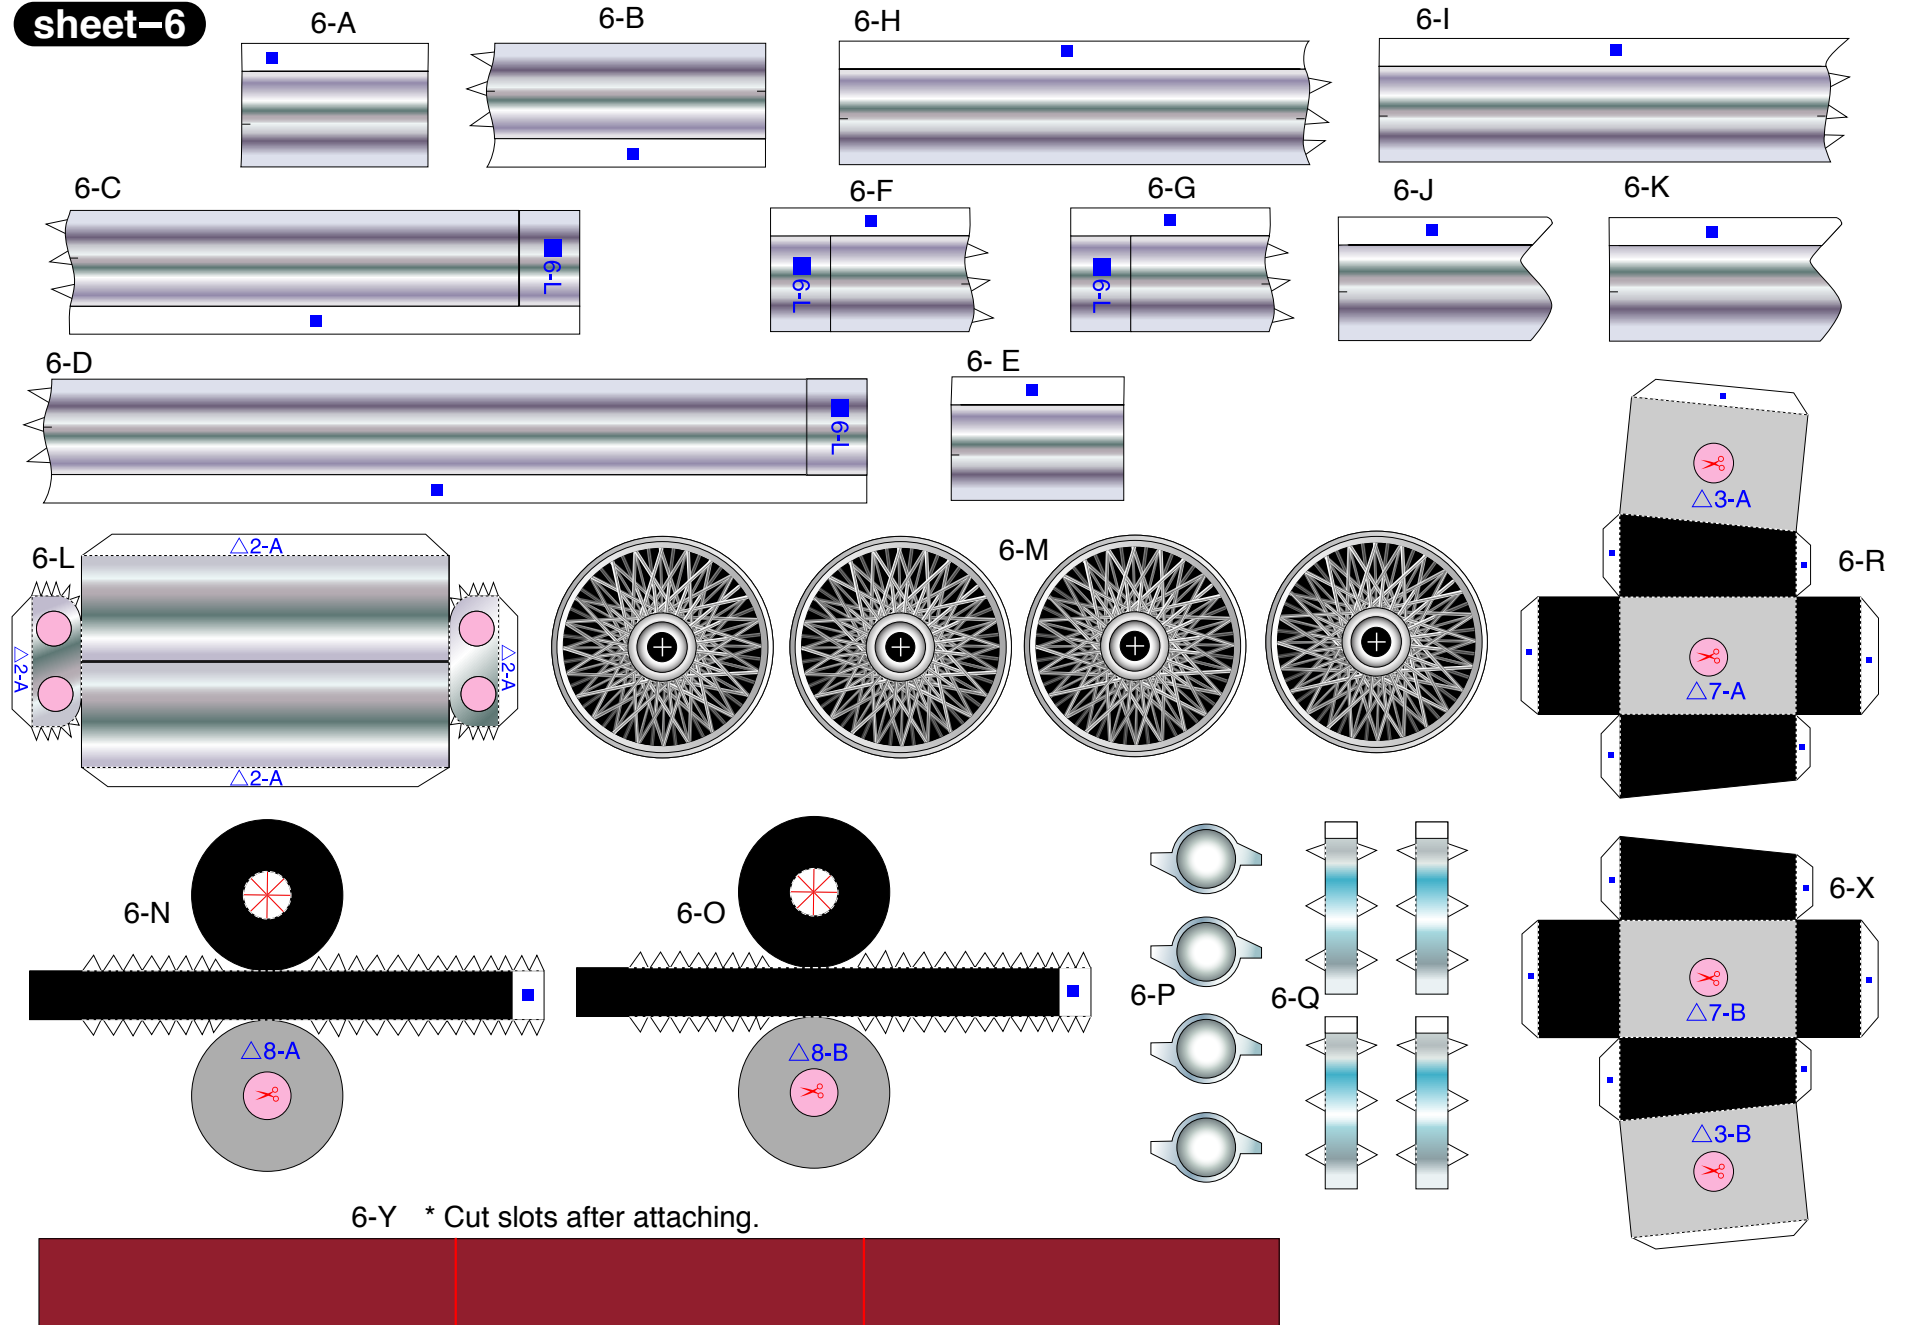 sheet-6
6-A
6-B
6-H
6-I
6-C
6-F
6-G
6-J
6-K
6-L
6-L
6-L
6-D
6- E
6-L
△3-A
6-L
△2-A
6-M
6-R
△2-A
△2-A
△7-A
△2-A
6-N
6-O
6-P
6-Q
6-X
△8-A
△8-B
△7-B
△3-B
6-Y * Cut slots after attaching.